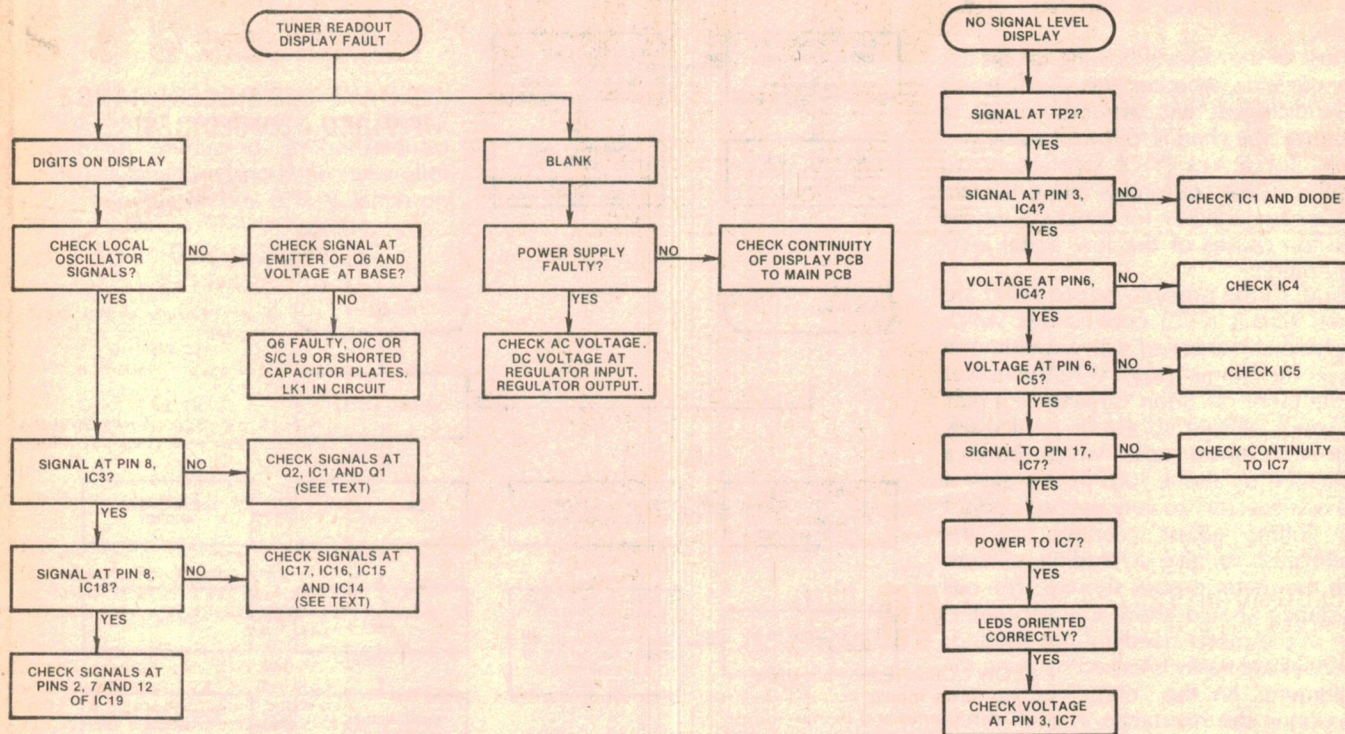 TUNER READOUT
DISPLAY FAULT
DIGITS ON DISPLAY
BLANK
CHECK LOCAL
OSCILLATOR
SIGNALS?
NO
CHECK SIGNAL AT
EMITTER OF Q6 AND
VOLTAGE AT BASE?
POWER SUPPLY
FAULTY?
NO
CHECK CONTINUITY
OF DISPLAY PCB
TO MAIN PCB
YES
NO
YES
Q6 FAULTY, O/C OR
S/C L9 OR SHORTED
CAPACITOR PLATES.
LK1 IN CIRCUIT
CHECK AC VOLTAGE.
DC VOLTAGE AT
REGULATOR INPUT.
REGULATOR OUTPUT.
SIGNAL AT PIN 8,
IC3?
NO
CHECK SIGNALS AT
Q2, IC1 AND Q1
(SEE TEXT)
YES
SIGNAL AT PIN 8,
IC18?
NO
CHECK SIGNALS AT
IC17, IC16, IC15
AND IC14
(SEE TEXT)
YES
CHECK SIGNALS AT
PINS 2, 7 AND 12
OF IC19
NO SIGNAL LEVEL
DISPLAY
SIGNAL AT TP2?
YES
SIGNAL AT PIN 3,
IC4?
NO
CHECK IC1 AND DIODE
YES
VOLTAGE AT PIN6,
IC4?
NO
CHECK IC4
YES
VOLTAGE AT PIN 6,
IC5?
NO
CHECK IC5
YES
SIGNAL TO PIN 17,
IC7?
NO
CHECK CONTINUITY
TO IC7
YES
POWER TO IC7?
YES
LEDS ORIENTED
CORRECTLY?
YES
CHECK VOLTAGE
AT PIN 3, IC7